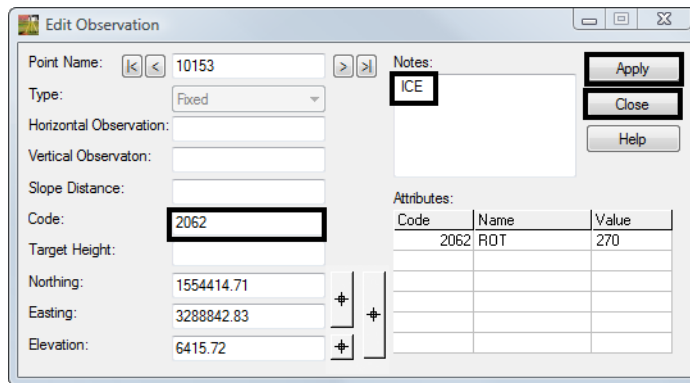 Edit Observation
Point Name: |< < 10153 > >|
Type: Fixed
Horizontal Observation:
Vertical Observaton:
Slope Distance:
Code: 2062
Target Height:
Northing: 1554414.71
Easting: 3288842.83
Elevation: 6415.72
Notes:
ICE
Apply
Close
Help
Attributes:
Code Name Value
2062 ROT 270